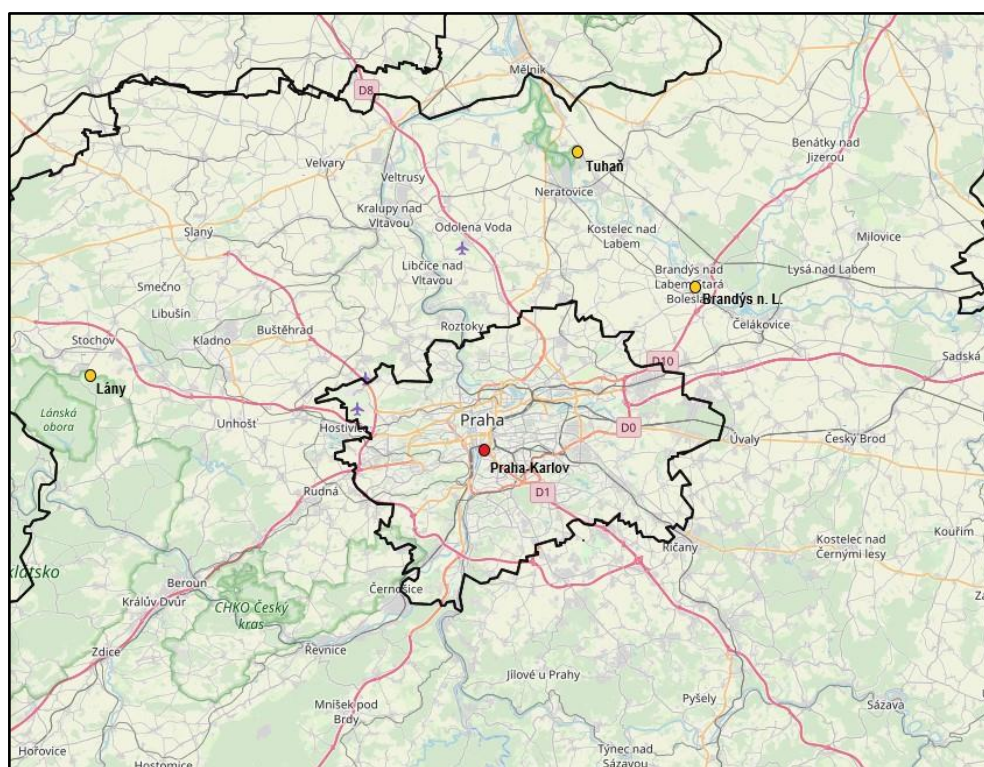 Mělník
D8
Benátky nad
Jizerou
Velvary
Tuhaň
Veltrusy
Neratovice
Kralupy nad
Vltavou
Odolena Voda
Kostelec nad
Labem
Slaný
Milovice
Libčice nad
Vltavou
Brandýs nad
Labem-Stará
Boleslav
Lysá nad Labem
Smečno
Brandýs n. L.
Libušín
Buštěhrad
Roztoky
Čelákovice
Stochov
Kladno
D10
Sadská
Lány
Lánská
obora
Unhošť
Hostivice
Praha
D0
Úvaly
Český Brod
Praha-Karlov
Rudná
D1
Kouřim
Říčany
Kostelec nad
Černými lesy
klátsko
Beroun
Černošice
Králův Dvůr
CHKO Český
kras
Zdice
Řevnice
Jílové u Prahy
Mníšek pod
Brdy
Pyšely
Sázava
Hořovice
Týnec nad
Sázavou
Hostomice